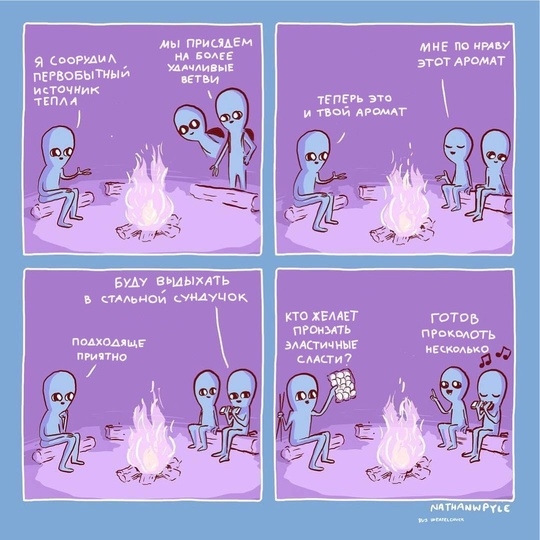 Я СООРУДИЛ
ПЕРВОБЫТНЫЙ
ИСТОЧНИК
ТЕПЛА
МЫ ПРИСЯДЕМ
НА БОЛЕЕ
УДАЧЛИВЫЕ
ВЕТВИ
ТЕПЕРЬ ЭТО
И ТВОЙ АРОМАТ
МНЕ ПО НРАВУ
ЭТОТ АРОМАТ
ПОДХОДЯЩЕ
ПРИЯТНО
БУДУ ВЫДЫХАТЬ
В СТАЛЬНОЙ СУНДУЧОК
КТО ЖЕЛАЕТ
ПРОНЗАТЬ
ЭЛАСТИЧНЫЕ
СЛАСТИ?
ГОТОВ
ПРОКОЛОТЬ
НЕСКОЛЬКО
NATHANWPYLE